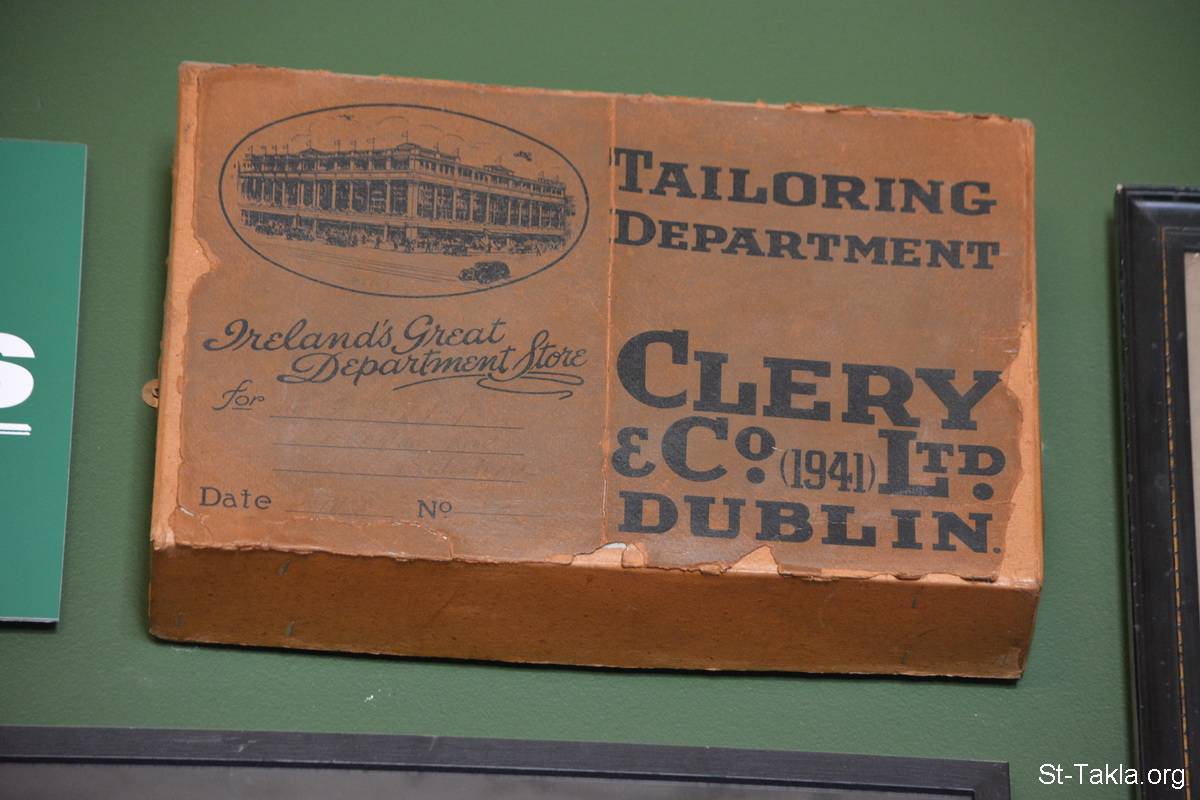 Ireland's Great
Department Store
for
Date Nº
TAILORING
DEPARTMENT
CLERY
& Cº (1941) LTD
DUBLIN.
S
St-Takla.org